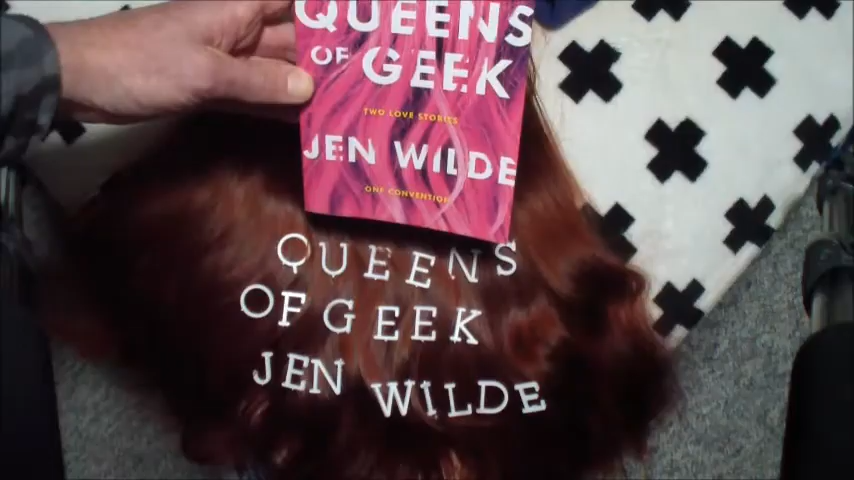 QUEENS
OF GEEK
TWO LOVE STORIES
JEN WILDE
ONE CONVENTION
QUEENS
OF GEEK
JEN WILDE